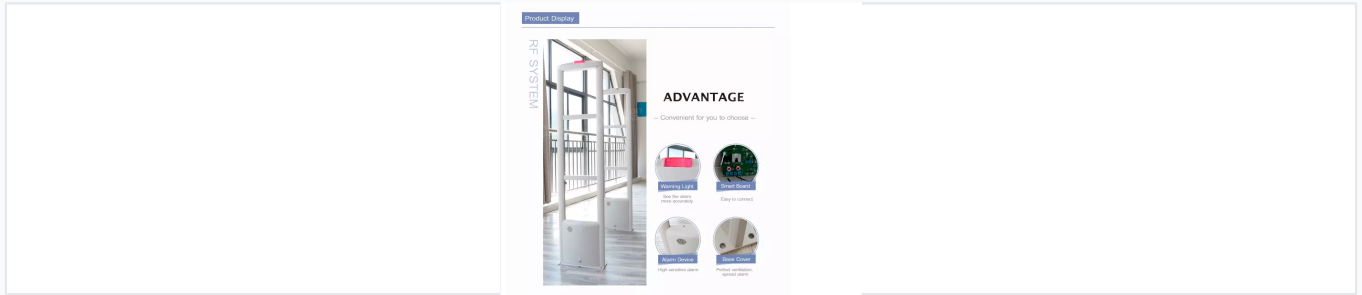 Product Display
RF SYSTEM
ADVANTAGE
– Convenient for you to choose –
Warning Light
See the alarm
more accurately
Smart Board
Easy to connect
Alarm Device
High sensitive alarm
Base Cover
Perfect ventilation,
spread alarm